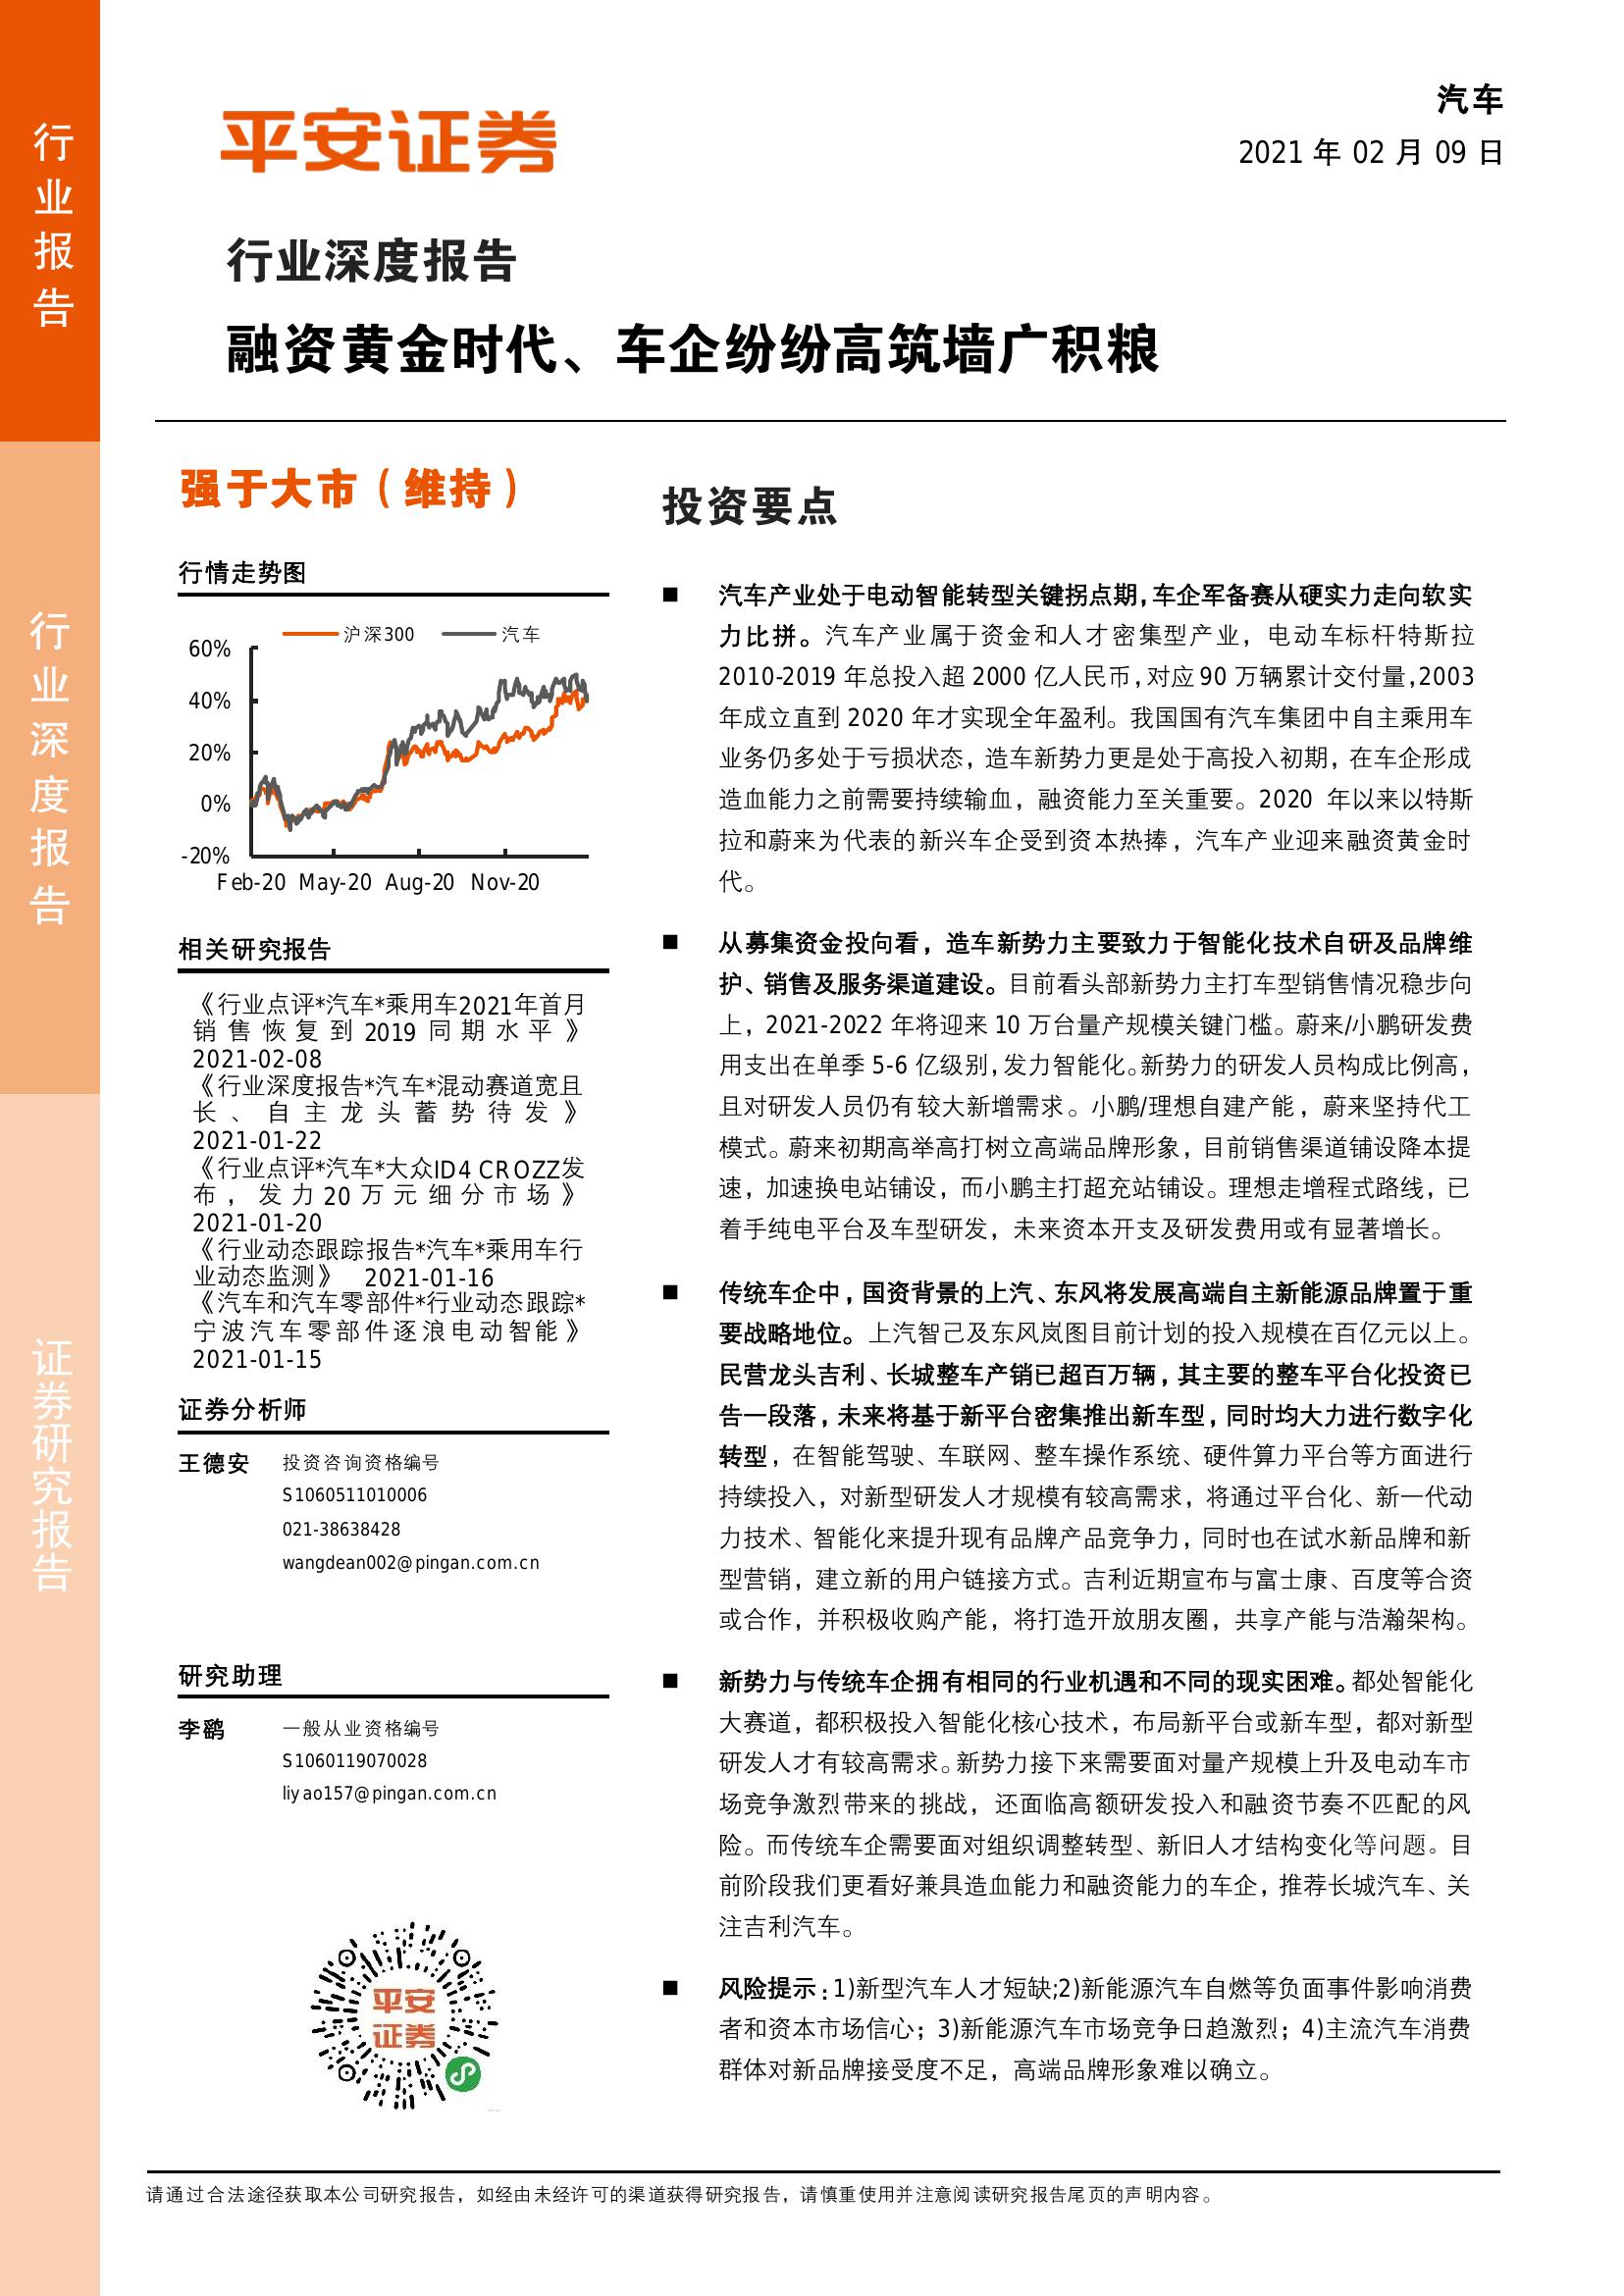 行业报告
行业深度报告
证券研究报告
平安证券
汽车
2021 年 02 月 09 日
行业深度报告
融资黄金时代、车企纷纷高筑墙广积粮
强于大市（维持）
行情走势图
沪深300 汽车
60%
40%
20%
0%
-20%
Feb-20 May-20 Aug-20 Nov-20
相关研究报告
《行业点评*汽车*乘用车2021年首月
销售恢复到2019同期水平》
2021-02-08
《行业深度报告*汽车*混动赛道宽且
长、自主龙头蓄势待发》
2021-01-22
《行业点评*汽车*大众ID4 CROZZ发
布，发力20万元细分市场》
2021-01-20
《行业动态跟踪报告*汽车*乘用车行
业动态监测》 2021-01-16
《汽车和汽车零部件*行业动态跟踪*
宁波汽车零部件逐浪电动智能》
2021-01-15
证券分析师
王德安 投资咨询资格编号
S1060511010006
021-38638428
wangdean002@pingan.com.cn
研究助理
李鹞 一般从业资格编号
S1060119070028
liyao157@pingan.com.cn
平安
证券
投资要点
■ 汽车产业处于电动智能转型关键拐点期，车企军备赛从硬实力走向软实
力比拼。汽车产业属于资金和人才密集型产业，电动车标杆特斯拉
2010-2019 年总投入超 2000 亿人民币，对应 90 万辆累计交付量，2003
年成立直到 2020 年才实现全年盈利。我国国有汽车集团中自主乘用车
业务仍多处于亏损状态，造车新势力更是处于高投入初期，在车企形成
造血能力之前需要持续输血，融资能力至关重要。2020 年以来以特斯
拉和蔚来为代表的新兴车企受到资本热捧，汽车产业迎来融资黄金时
代。
■ 从募集资金投向看，造车新势力主要致力于智能化技术自研及品牌维
护、销售及服务渠道建设。目前看头部新势力主打车型销售情况稳步向
上，2021-2022 年将迎来 10 万台量产规模关键门槛。蔚来/小鹏研发费
用支出在单季 5-6 亿级别，发力智能化。新势力的研发人员构成比例高，
且对研发人员仍有较大新增需求。小鹏/理想自建产能，蔚来坚持代工
模式。蔚来初期高举高打树立高端品牌形象，目前销售渠道铺设降本提
速，加速换电站铺设，而小鹏主打超充站铺设。理想走增程式路线，已
着手纯电平台及车型研发，未来资本开支及研发费用或有显著增长。
■ 传统车企中，国资背景的上汽、东风将发展高端自主新能源品牌置于重
要战略地位。上汽智己及东风岚图目前计划的投入规模在百亿元以上。
民营龙头吉利、长城整车产销已超百万辆，其主要的整车平台化投资已
告一段落，未来将基于新平台密集推出新车型，同时均大力进行数字化
转型，在智能驾驶、车联网、整车操作系统、硬件算力平台等方面进行
持续投入，对新型研发人才规模有较高需求，将通过平台化、新一代动
力技术、智能化来提升现有品牌产品竞争力，同时也在试水新品牌和新
型营销，建立新的用户链接方式。吉利近期宣布与富士康、百度等合资
或合作，并积极收购产能，将打造开放朋友圈，共享产能与浩瀚架构。
■ 新势力与传统车企拥有相同的行业机遇和不同的现实困难。都处智能化
大赛道，都积极投入智能化核心技术，布局新平台或新车型，都对新型
研发人才有较高需求。新势力接下来需要面对量产规模上升及电动车市
场竞争激烈带来的挑战，还面临高额研发投入和融资节奏不匹配的风
险。而传统车企需要面对组织调整转型、新旧人才结构变化等问题。目
前阶段我们更看好兼具造血能力和融资能力的车企，推荐长城汽车、关
注吉利汽车。
■ 风险提示：1)新型汽车人才短缺;2)新能源汽车自燃等负面事件影响消费
者和资本市场信心；3)新能源汽车市场竞争日趋激烈；4)主流汽车消费
群体对新品牌接受度不足，高端品牌形象难以确立。
请通过合法途径获取本公司研究报告，如经由未经许可的渠道获得研究报告，请慎重使用并注意阅读研究报告尾页的声明内容。